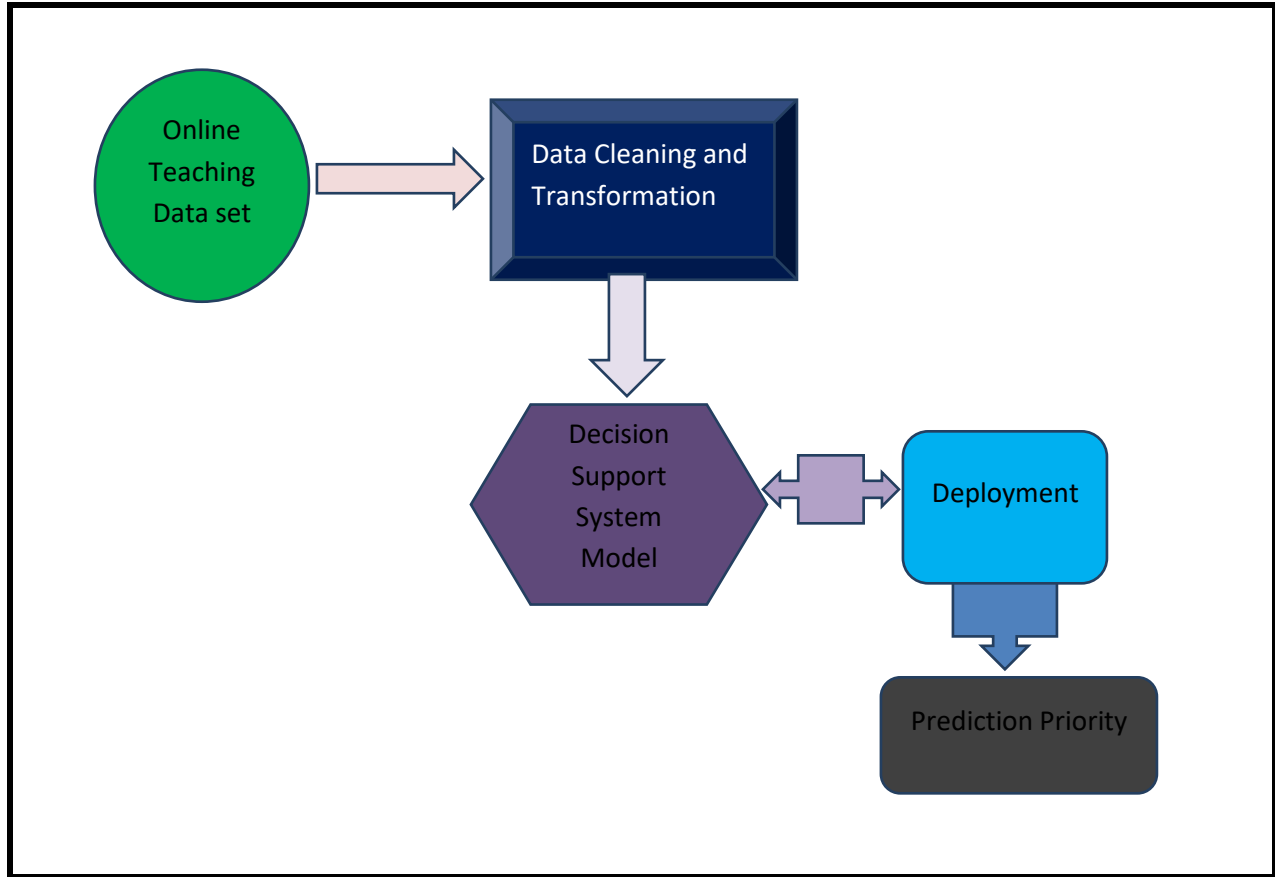 Online
Teaching
Data set
Data Cleaning and
Transformation
Decision
Support
System
Model
Deployment
Prediction Priority